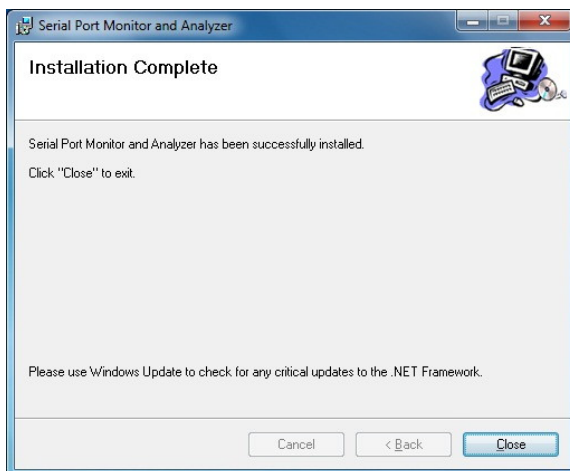 Serial Port Monitor and Analyzer
Installation Complete
Serial Port Monitor and Analyzer has been successfully installed.
Click "Close" to exit.
Please use Windows Update to check for any critical updates to the .NET Framework.
Cancel
< Back
Close